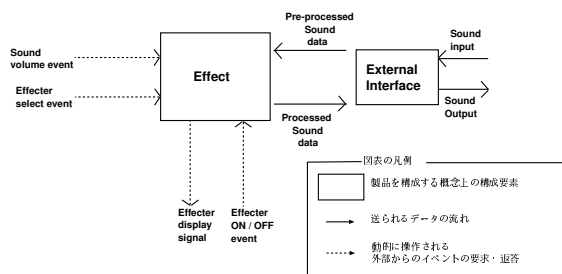 Sound
volume event
Effecter
select event
Effect
Pre-processed
Sound
data
Processed
Sound
data
External
Interface
Sound
input
Sound
Output
Effecter
display
signal
Effecter
ON / OFF
event
図表の凡例
製品を構成する概念上の構成要素
送られるデータの流れ
動的に操作される
外部からのイベントの要求・返答